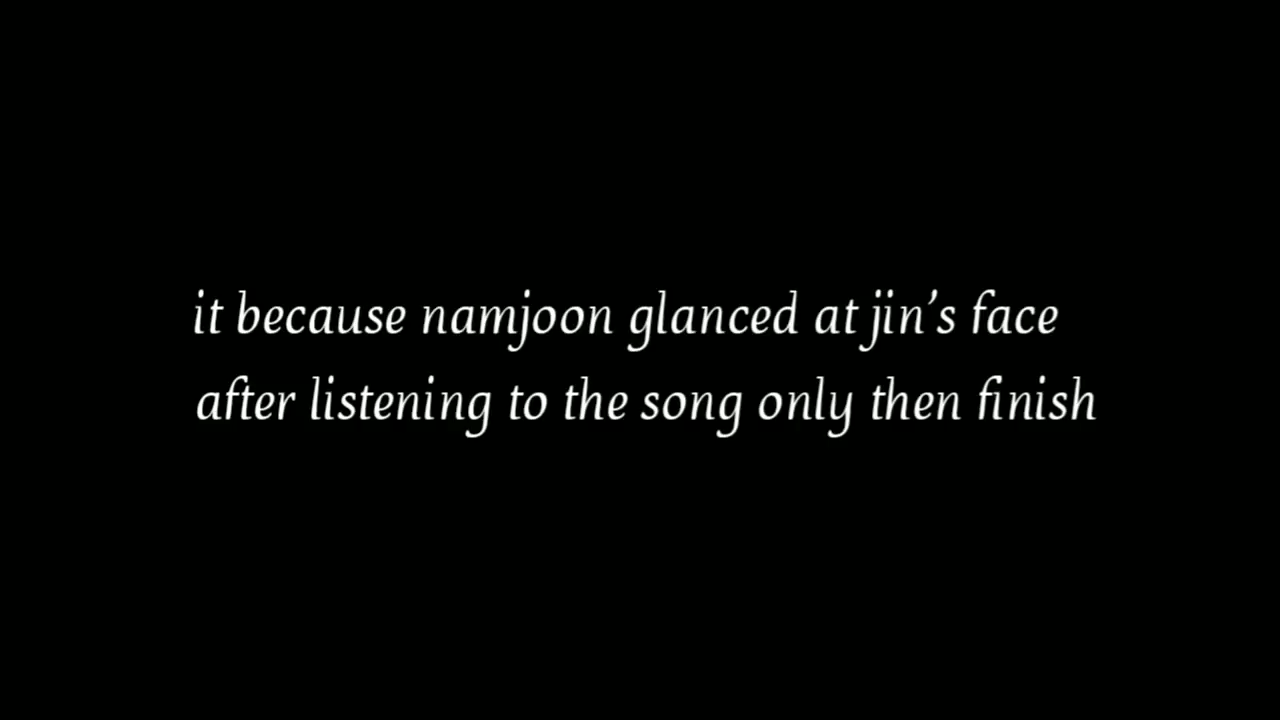 it because namjoon glanced at jin’s face
after listening to the song only then finish